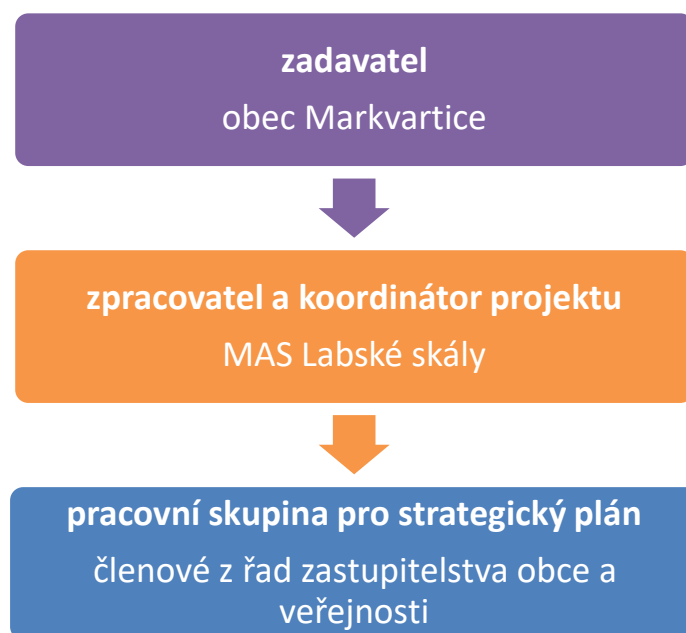 zadavatel
obec Markvartice
zpracovatel a koordinátor projektu
MAS Labské skály
pracovní skupina pro strategický plán
členové z řad zastupitelstva obce a
veřejnosti